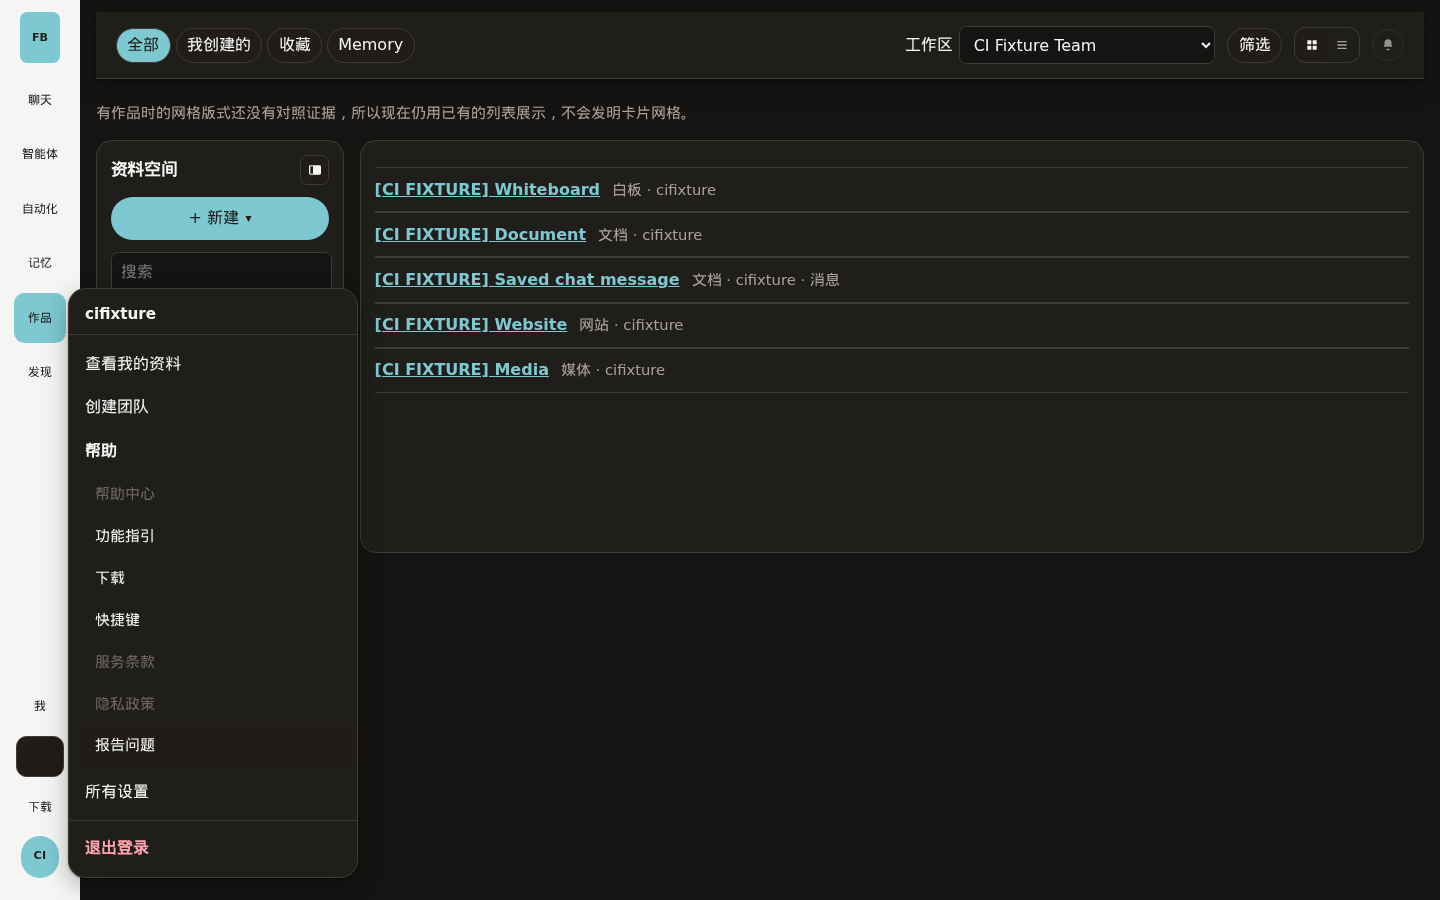 FB
聊天
智能体
自动化
记忆
作品
发现
我
下载
CI
全部
我创建的
收藏
Memory
工作区
CI Fixture Team
筛选
有作品时的网格版式还没有对照证据，所以现在仍用已有的列表展示，不会发明卡片网格。
资料空间
+ 新建 ▾
搜索
[CI FIXTURE] Whiteboard 白板 · cifixture
[CI FIXTURE] Document 文档 · cifixture
[CI FIXTURE] Saved chat message 文档 · cifixture · 消息
[CI FIXTURE] Website 网站 · cifixture
[CI FIXTURE] Media 媒体 · cifixture
cifixture
查看我的资料
创建团队
帮助
帮助中心
功能指引
下载
快捷键
服务条款
隐私政策
报告问题
所有设置
退出登录